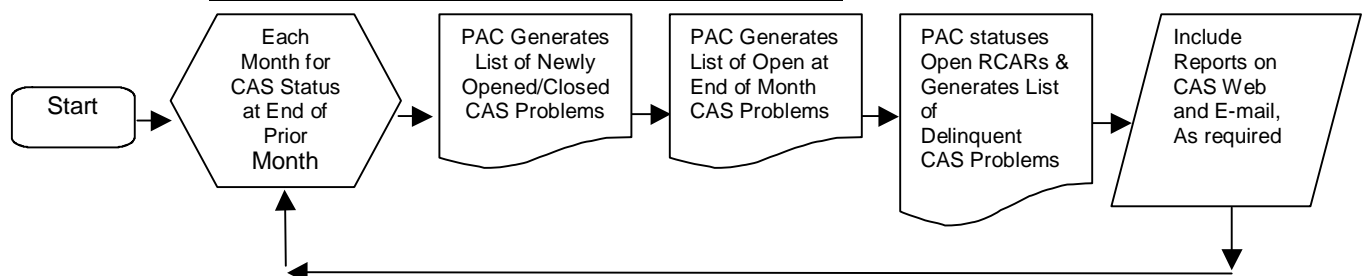 Start
Each
Month for
CAS Status
at End of
Prior
Month
PAC Generates
List of Newly
Opened/Closed
CAS Problems
PAC Generates
List of Open at
End of Month
CAS Problems
PAC statuses
Open RCARs &
Generates List
of
Delinquent
CAS Problems
Include
Reports on
CAS Web
and E-mail,
As required